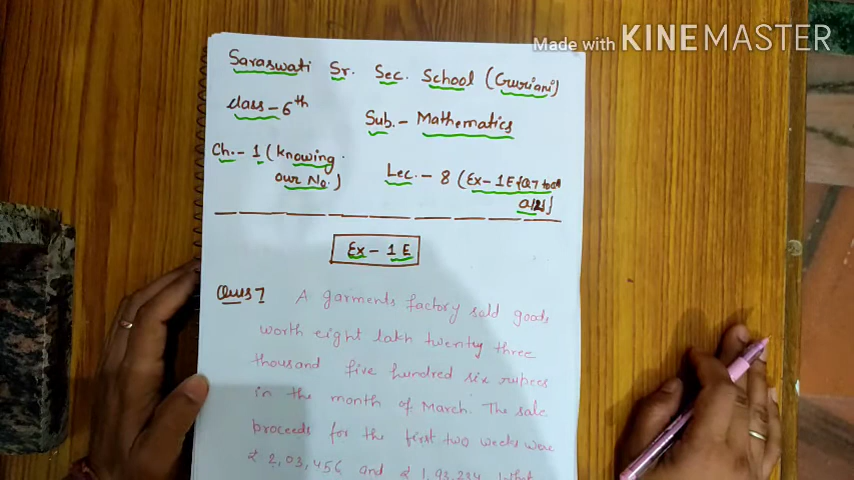 Made with KINEMASTER
Saraswati Sr. Sec. School (Guriani)
class - 6th
Sub. - Mathematics
Ch. - 1 (knowing
our No.)
Lec. - 8 (Ex - 1E
Ex - 1 E
Ques 7 A garments factory sold goods
worth eight lakh twenty three
thousand five hundred six rupees
in the month of March. The sale
proceeds for the first two weeks were
₹ 2,03,456 and ₹ 1,93,234. What